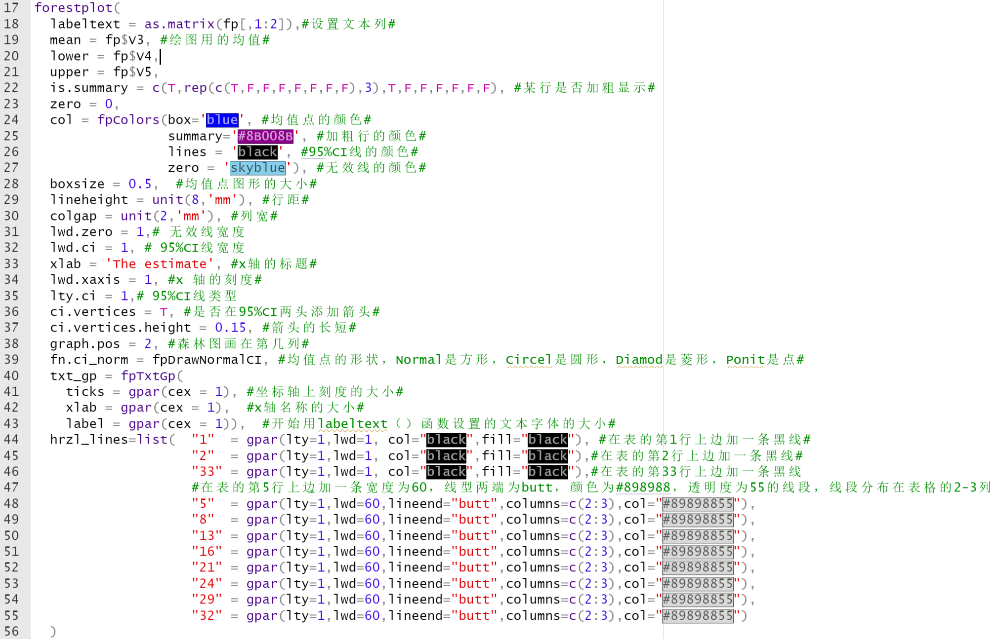 17 forestplot(
18 labeltext = as.matrix(fp[,1:2]),#设置文本列#
19 mean = fp$V3, #绘图用的均值#
20 lower = fp$V4,
21 upper = fp$V5,
22 is.summary = c(T,rep(c(T,F,F,F,F,F,F,F),3),T,F,F,F,F,F,F), #某行是否加粗显示#
23 zero = 0,
24 col = fpColors(box='blue', #均值点的颜色#
25 summary='#8B008B', #加粗行的颜色#
26 lines = 'black', #95%CI线的颜色#
27 zero = 'skyblue'), #无效线的颜色#
28 boxsize = 0.5, #均值点图形的大小#
29 lineheight = unit(8,'mm'), #行距#
30 colgap = unit(2,'mm'), #列宽#
31 lwd.zero = 1,# 无效线宽度
32 lwd.ci = 1, # 95%CI线宽度
33 xlab = 'The estimate', #x轴的标题#
34 lwd.xaxis = 1, #x 轴的刻度#
35 lty.ci = 1,# 95%CI线类型
36 ci.vertices = T, #是否在95%CI两头添加箭头#
37 ci.vertices.height = 0.15, #箭头的长短#
38 graph.pos = 2, #森林图画在第几列#
39 fn.ci_norm = fpDrawNormalCI, #均值点的形状，Normal是方形，Circel是圆形，Diamod是菱形，Ponit是点#
40 txt_gp = fpTxtGp(
41 ticks = gpar(cex = 1), #坐标轴上刻度的大小#
42 xlab = gpar(cex = 1), #x轴名称的大小#
43 label = gpar(cex = 1)), #开始用labeltext（）函数设置的文本字体的大小#
44 hrzl_lines=list( "1" = gpar(lty=1,lwd=1, col="black",fill="black"), #在表的第1行上边加一条黑线#
45 "2" = gpar(lty=1,lwd=1, col="black",fill="black"),#在表的第2行上边加一条黑线#
46 "33" = gpar(lty=1,lwd=1, col="black",fill="black"),#在表的第33行上边加一条黑线
47 #在表的第5行上边加一条宽度为60，线型两端为butt，颜色为#898988，透明度为55的线段，线段分布在表格的2-3列
48 "5" = gpar(lty=1,lwd=60,lineend="butt",columns=c(2:3),col="#89898855"),
49 "8" = gpar(lty=1,lwd=60,lineend="butt",columns=c(2:3),col="#89898855"),
50 "13" = gpar(lty=1,lwd=60,lineend="butt",columns=c(2:3),col="#89898855"),
51 "16" = gpar(lty=1,lwd=60,lineend="butt",columns=c(2:3),col="#89898855"),
52 "21" = gpar(lty=1,lwd=60,lineend="butt",columns=c(2:3),col="#89898855"),
53 "24" = gpar(lty=1,lwd=60,lineend="butt",columns=c(2:3),col="#89898855"),
54 "29" = gpar(lty=1,lwd=60,lineend="butt",columns=c(2:3),col="#89898855"),
55 "32" = gpar(lty=1,lwd=60,lineend="butt",columns=c(2:3),col="#89898855")
56 )